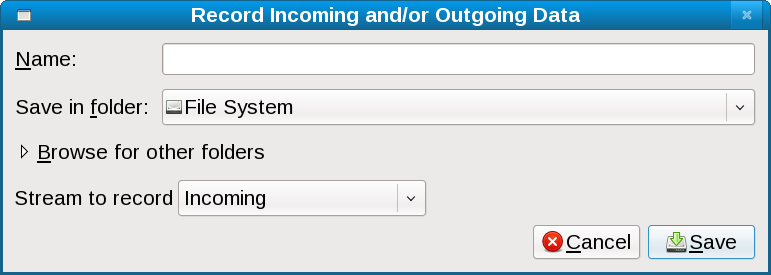 Record Incoming and/or Outgoing Data
Name:
Save in folder: File System
Browse for other folders
Stream to record Incoming
Cancel Save